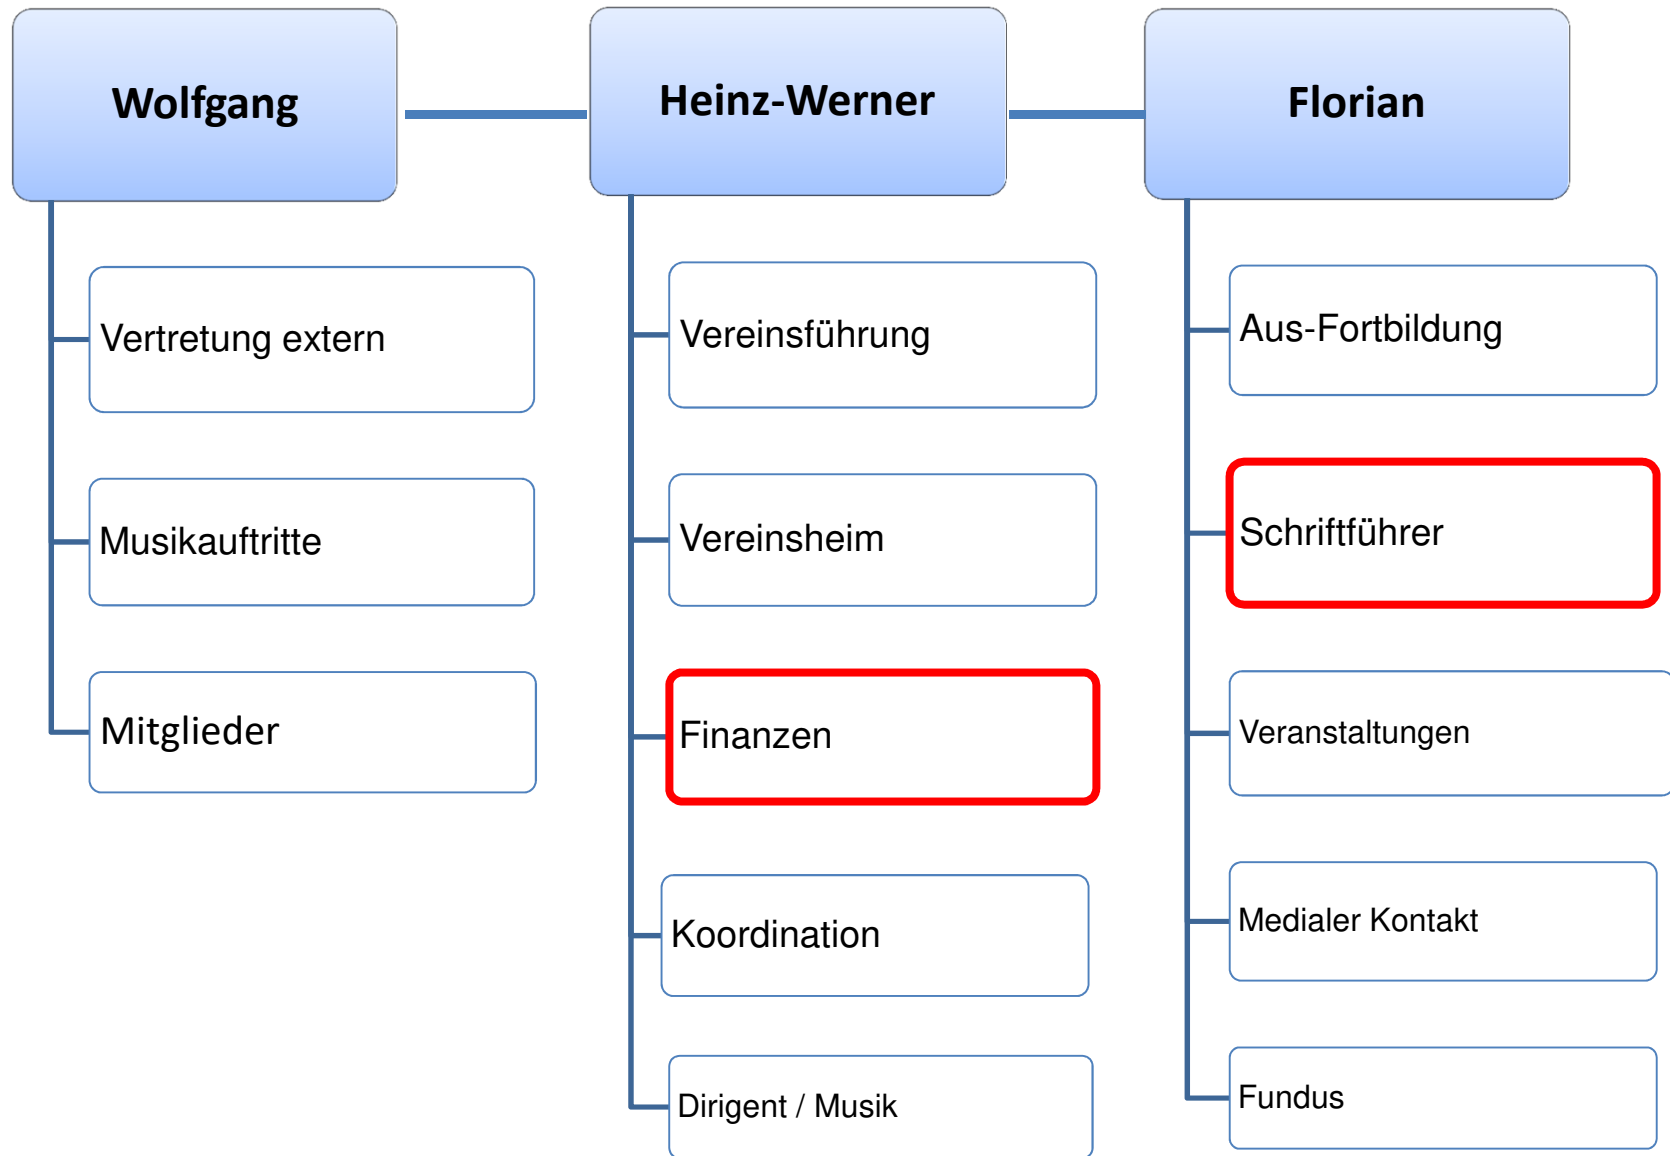 Wolfgang
Vertretung extern
Musikauftritte
Mitglieder
Heinz-Werner
Vereinsführung
Vereinsheim
Finanzen
Koordination
Dirigent / Musik
Florian
Aus-Fortbildung
Schriftführer
Veranstaltungen
Medialer Kontakt
Fundus